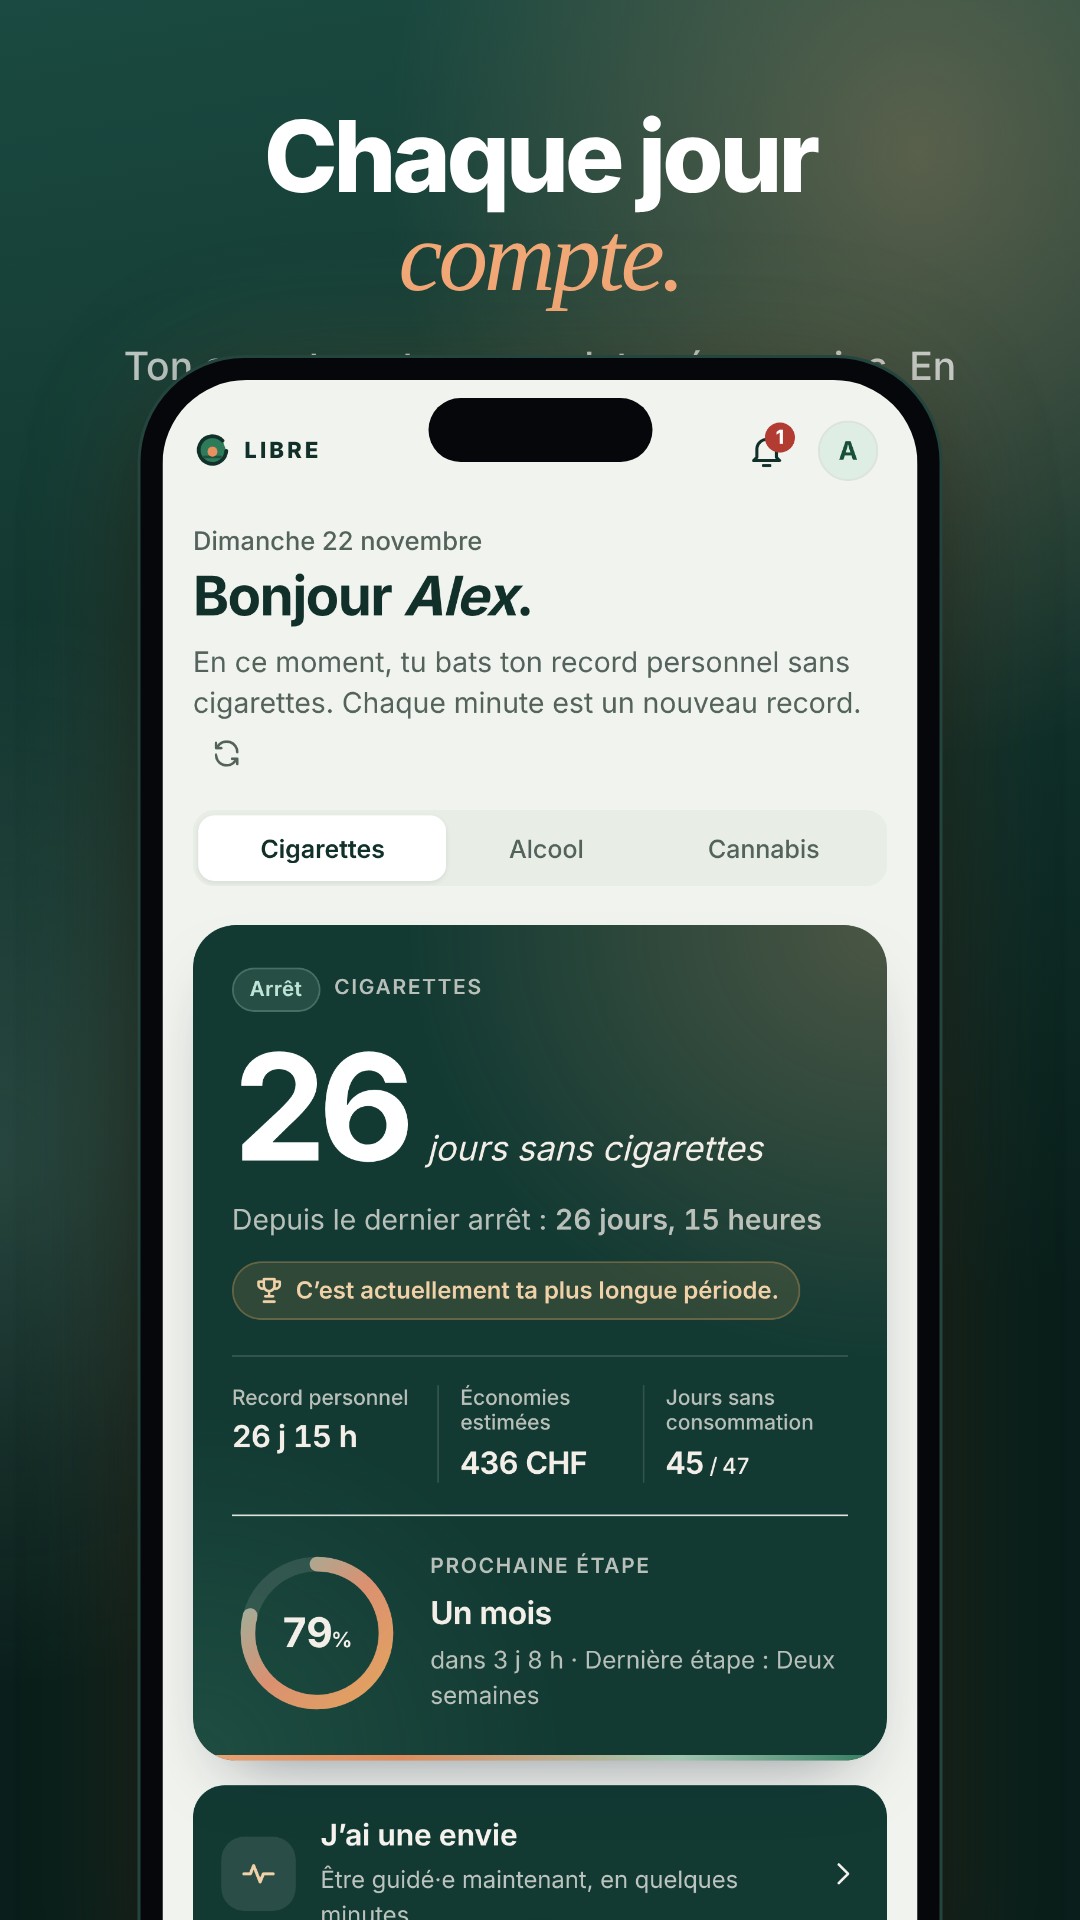 Chaque jour
compte.
Ton En
LIBRE
1
A
Dimanche 22 novembre
Bonjour Alex.
En ce moment, tu bats ton record personnel sans
cigarettes. Chaque minute est un nouveau record.
Cigarettes
Alcool
Cannabis
Arrêt CIGARETTES
26 jours sans cigarettes
Depuis le dernier arrêt : 26 jours, 15 heures
C’est actuellement ta plus longue période.
Record personnel
26 j 15 h
Économies
estimées
436 CHF
Jours sans
consommation
45 / 47
79%
PROCHAINE ÉTAPE
Un mois
dans 3 j 8 h · Dernière étape : Deux
semaines
J’ai une envie
Être guidé·e maintenant, en quelques
minutes